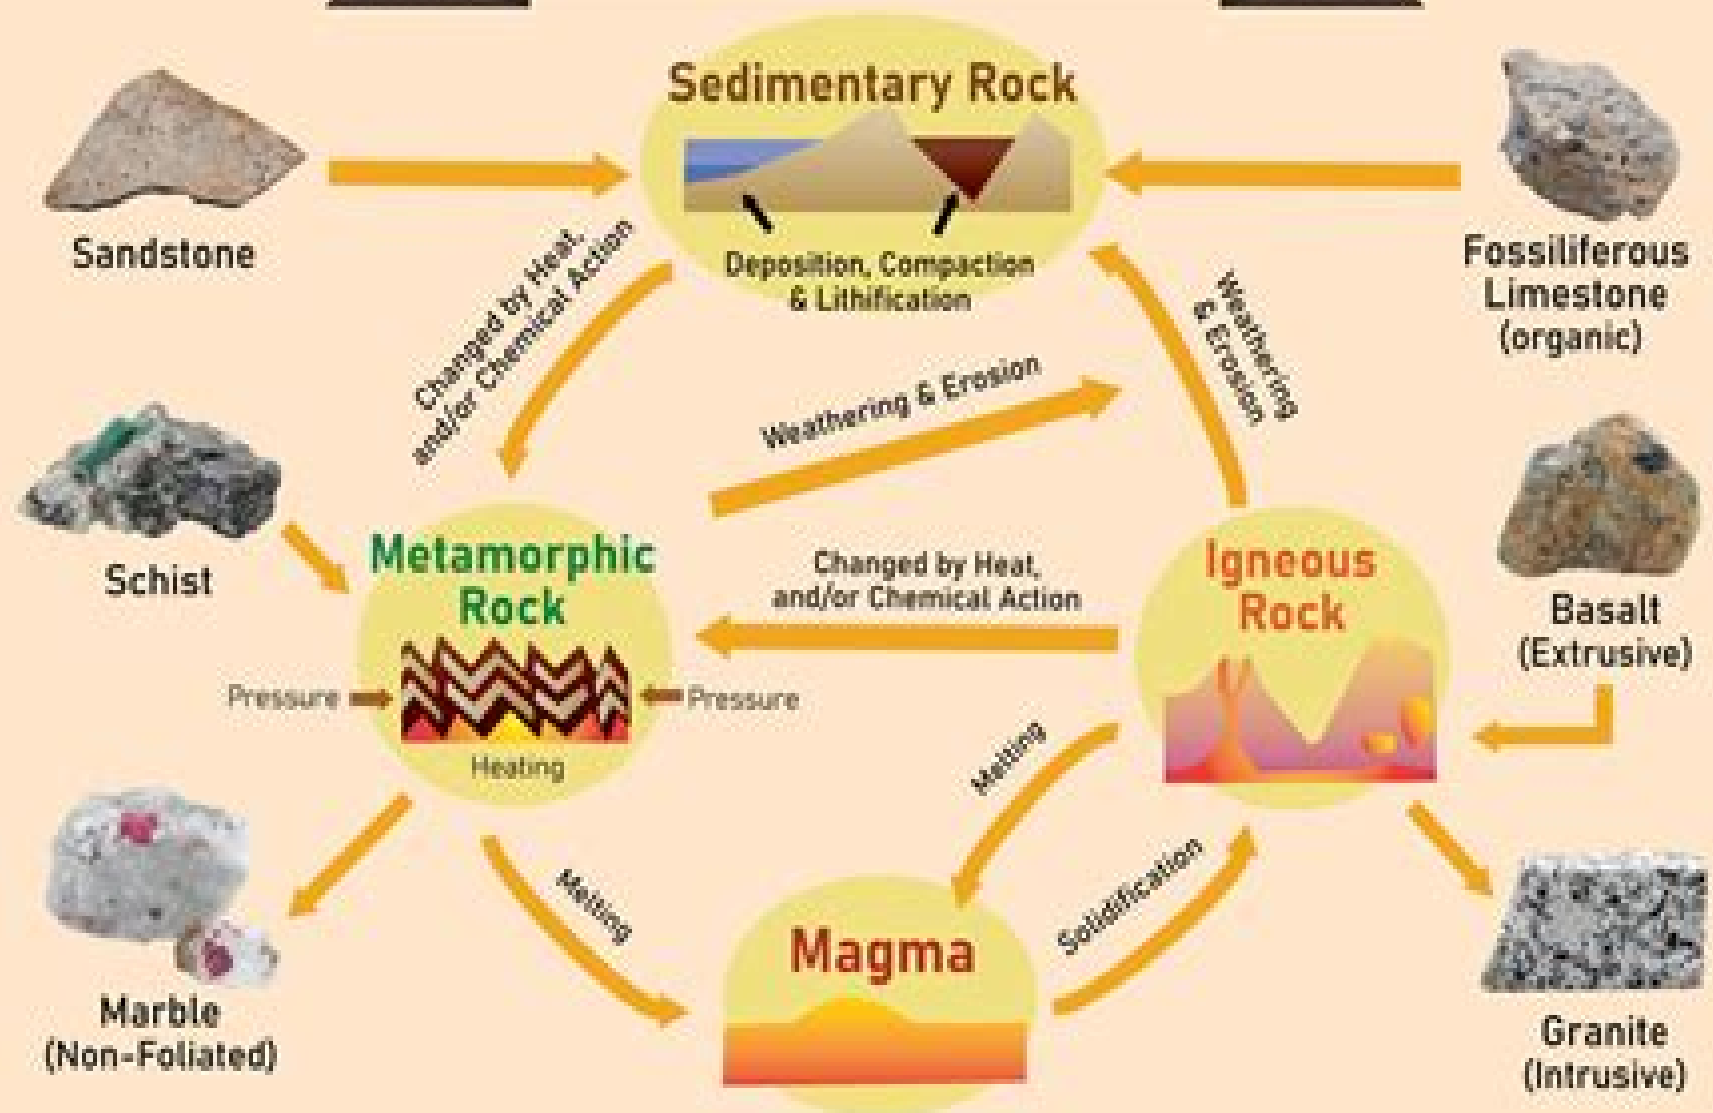 Sedimentary Rock
Deposition, Compaction
& Lithification
Sandstone
Fossiliferous
Limestone
(organic)
Changed by Heat,
and/or Chemical Action
Weathering
& Erosion
Weathering & Erosion
Schist
Metamorphic
Rock
Pressure
Pressure
Heating
Changed by Heat,
and/or Chemical Action
Igneous
Rock
Basalt
(Extrusive)
Melting
Melting
Solidification
Magma
Marble
(Non-Foliated)
Granite
(Intrusive)